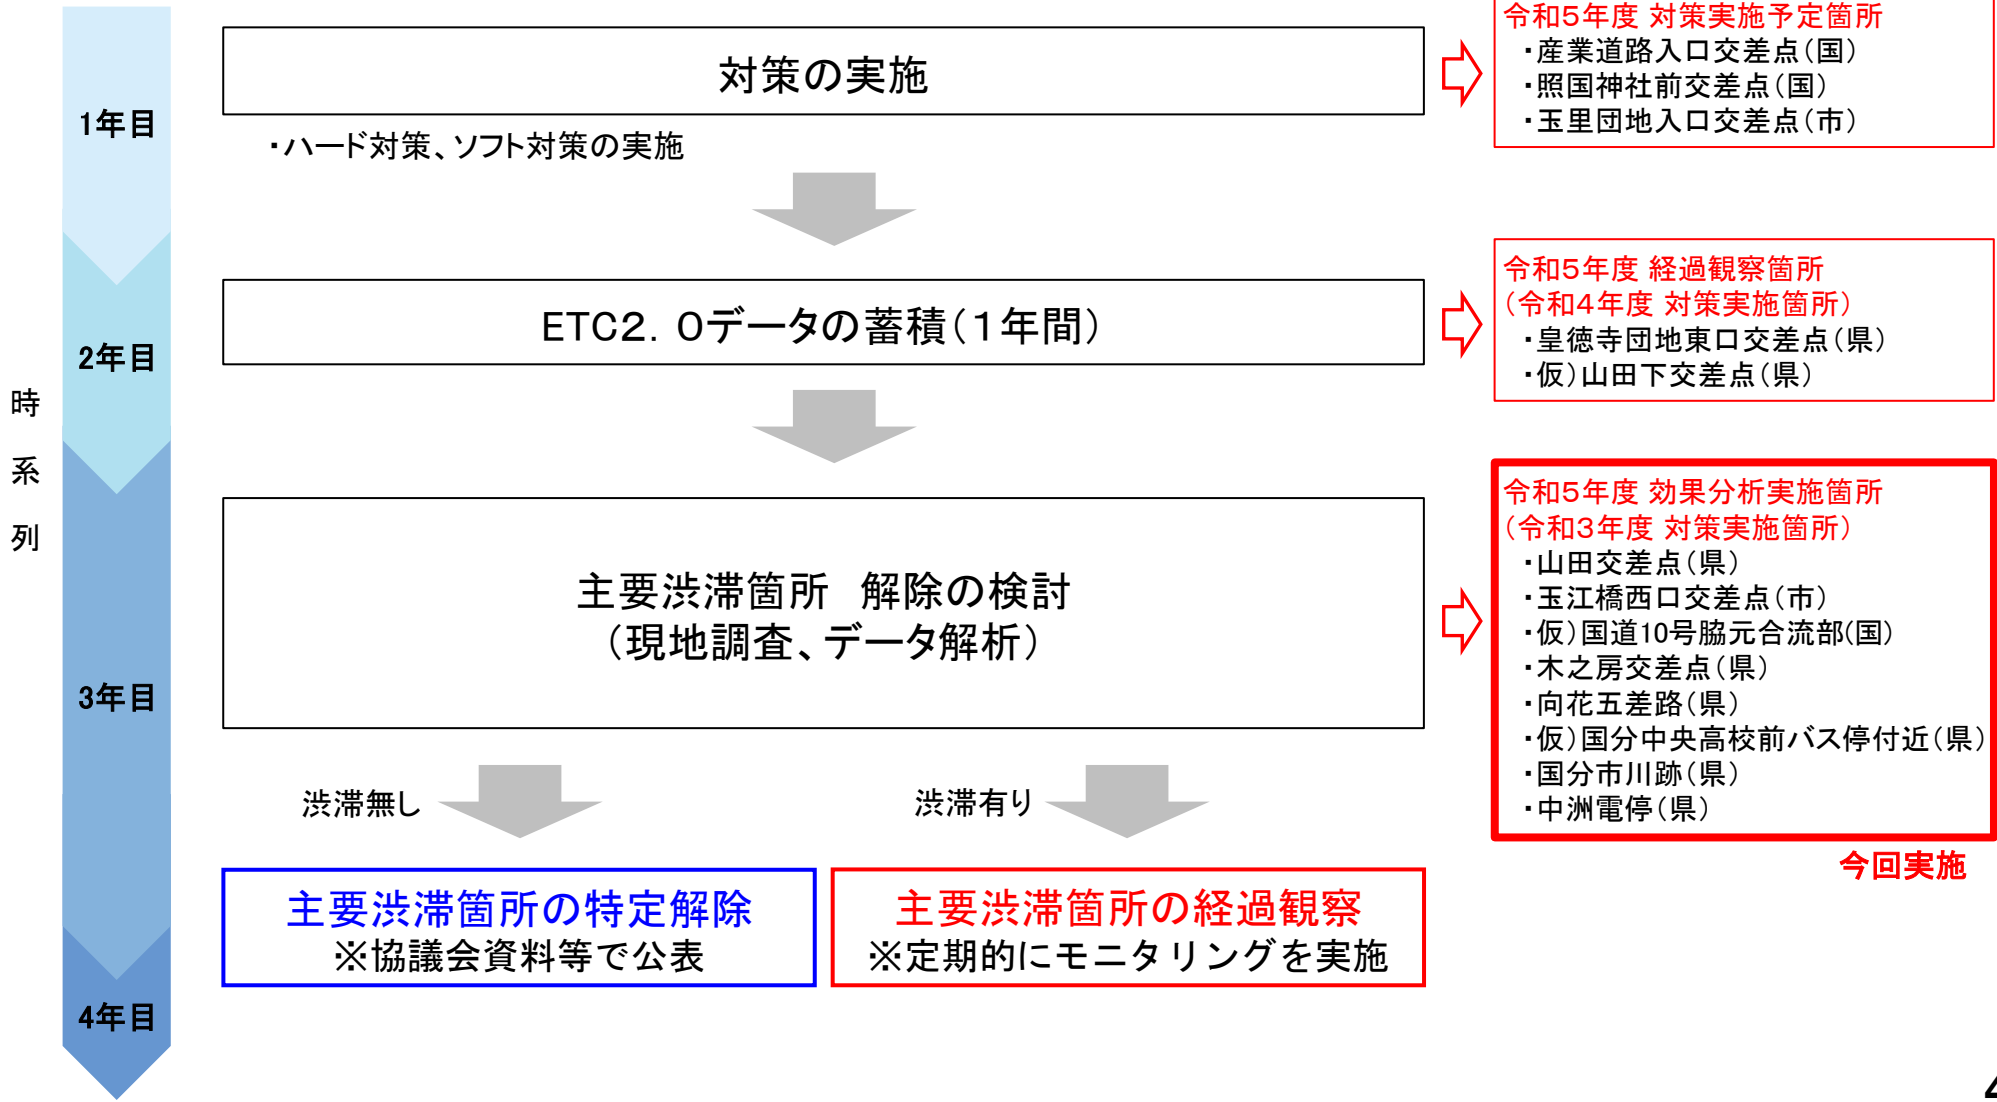 時
系
列
1年目
対策の実施
・ハード対策、ソフト対策の実施
令和5年度 対策実施予定箇所
・産業道路入口交差点(国)
・照国神社前交差点(国)
・玉里団地入口交差点(市)
2年目
ETC2．0データの蓄積(1年間)
令和5年度 経過観察箇所
(令和4年度 対策実施箇所)
・皇徳寺団地東口交差点(県)
・仮)山田下交差点(県)
3年目
主要渋滞箇所　解除の検討
(現地調査、データ解析)
令和5年度 効果分析実施箇所
(令和3年度 対策実施箇所)
・山田交差点(県)
・玉江橋西口交差点(市)
・仮)国道10号脇元合流部(国)
・木之房交差点(県)
・向花五差路(県)
・仮)国分中央高校前バス停付近(県)
・国分市川跡(県)
・中洲電停(県)
今回実施
渋滞無し
渋滞有り
主要渋滞箇所の特定解除
※協議会資料等で公表
主要渋滞箇所の経過観察
※定期的にモニタリングを実施
4年目